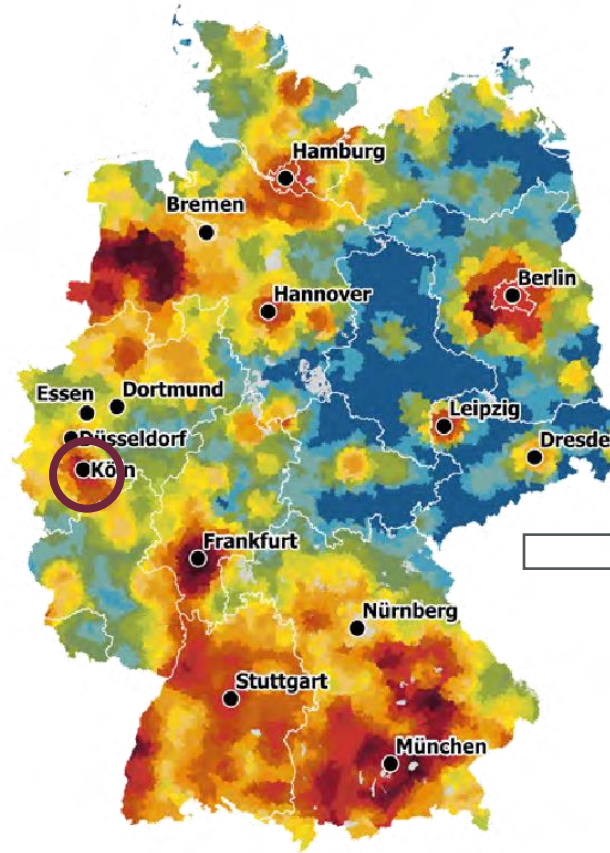 Hamburg
Bremen
Berlin
Hannover
Essen
Dortmund
Leipzig
Düsseldorf
Dresde
Köln
Frankfurt
Nürnberg
Stuttgart
München